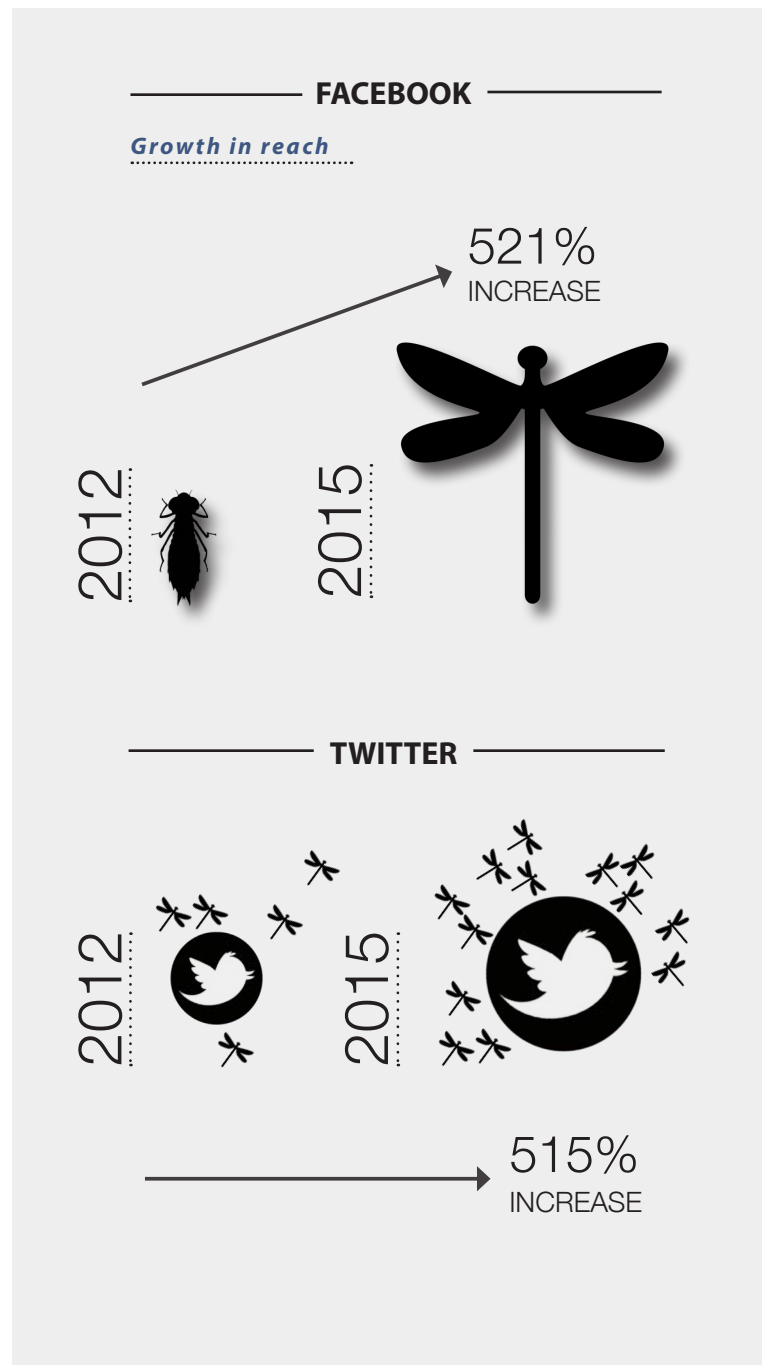 FACEBOOK
Growth in reach
521%
INCREASE
2012
2015
TWITTER
2012
2015
515%
INCREASE